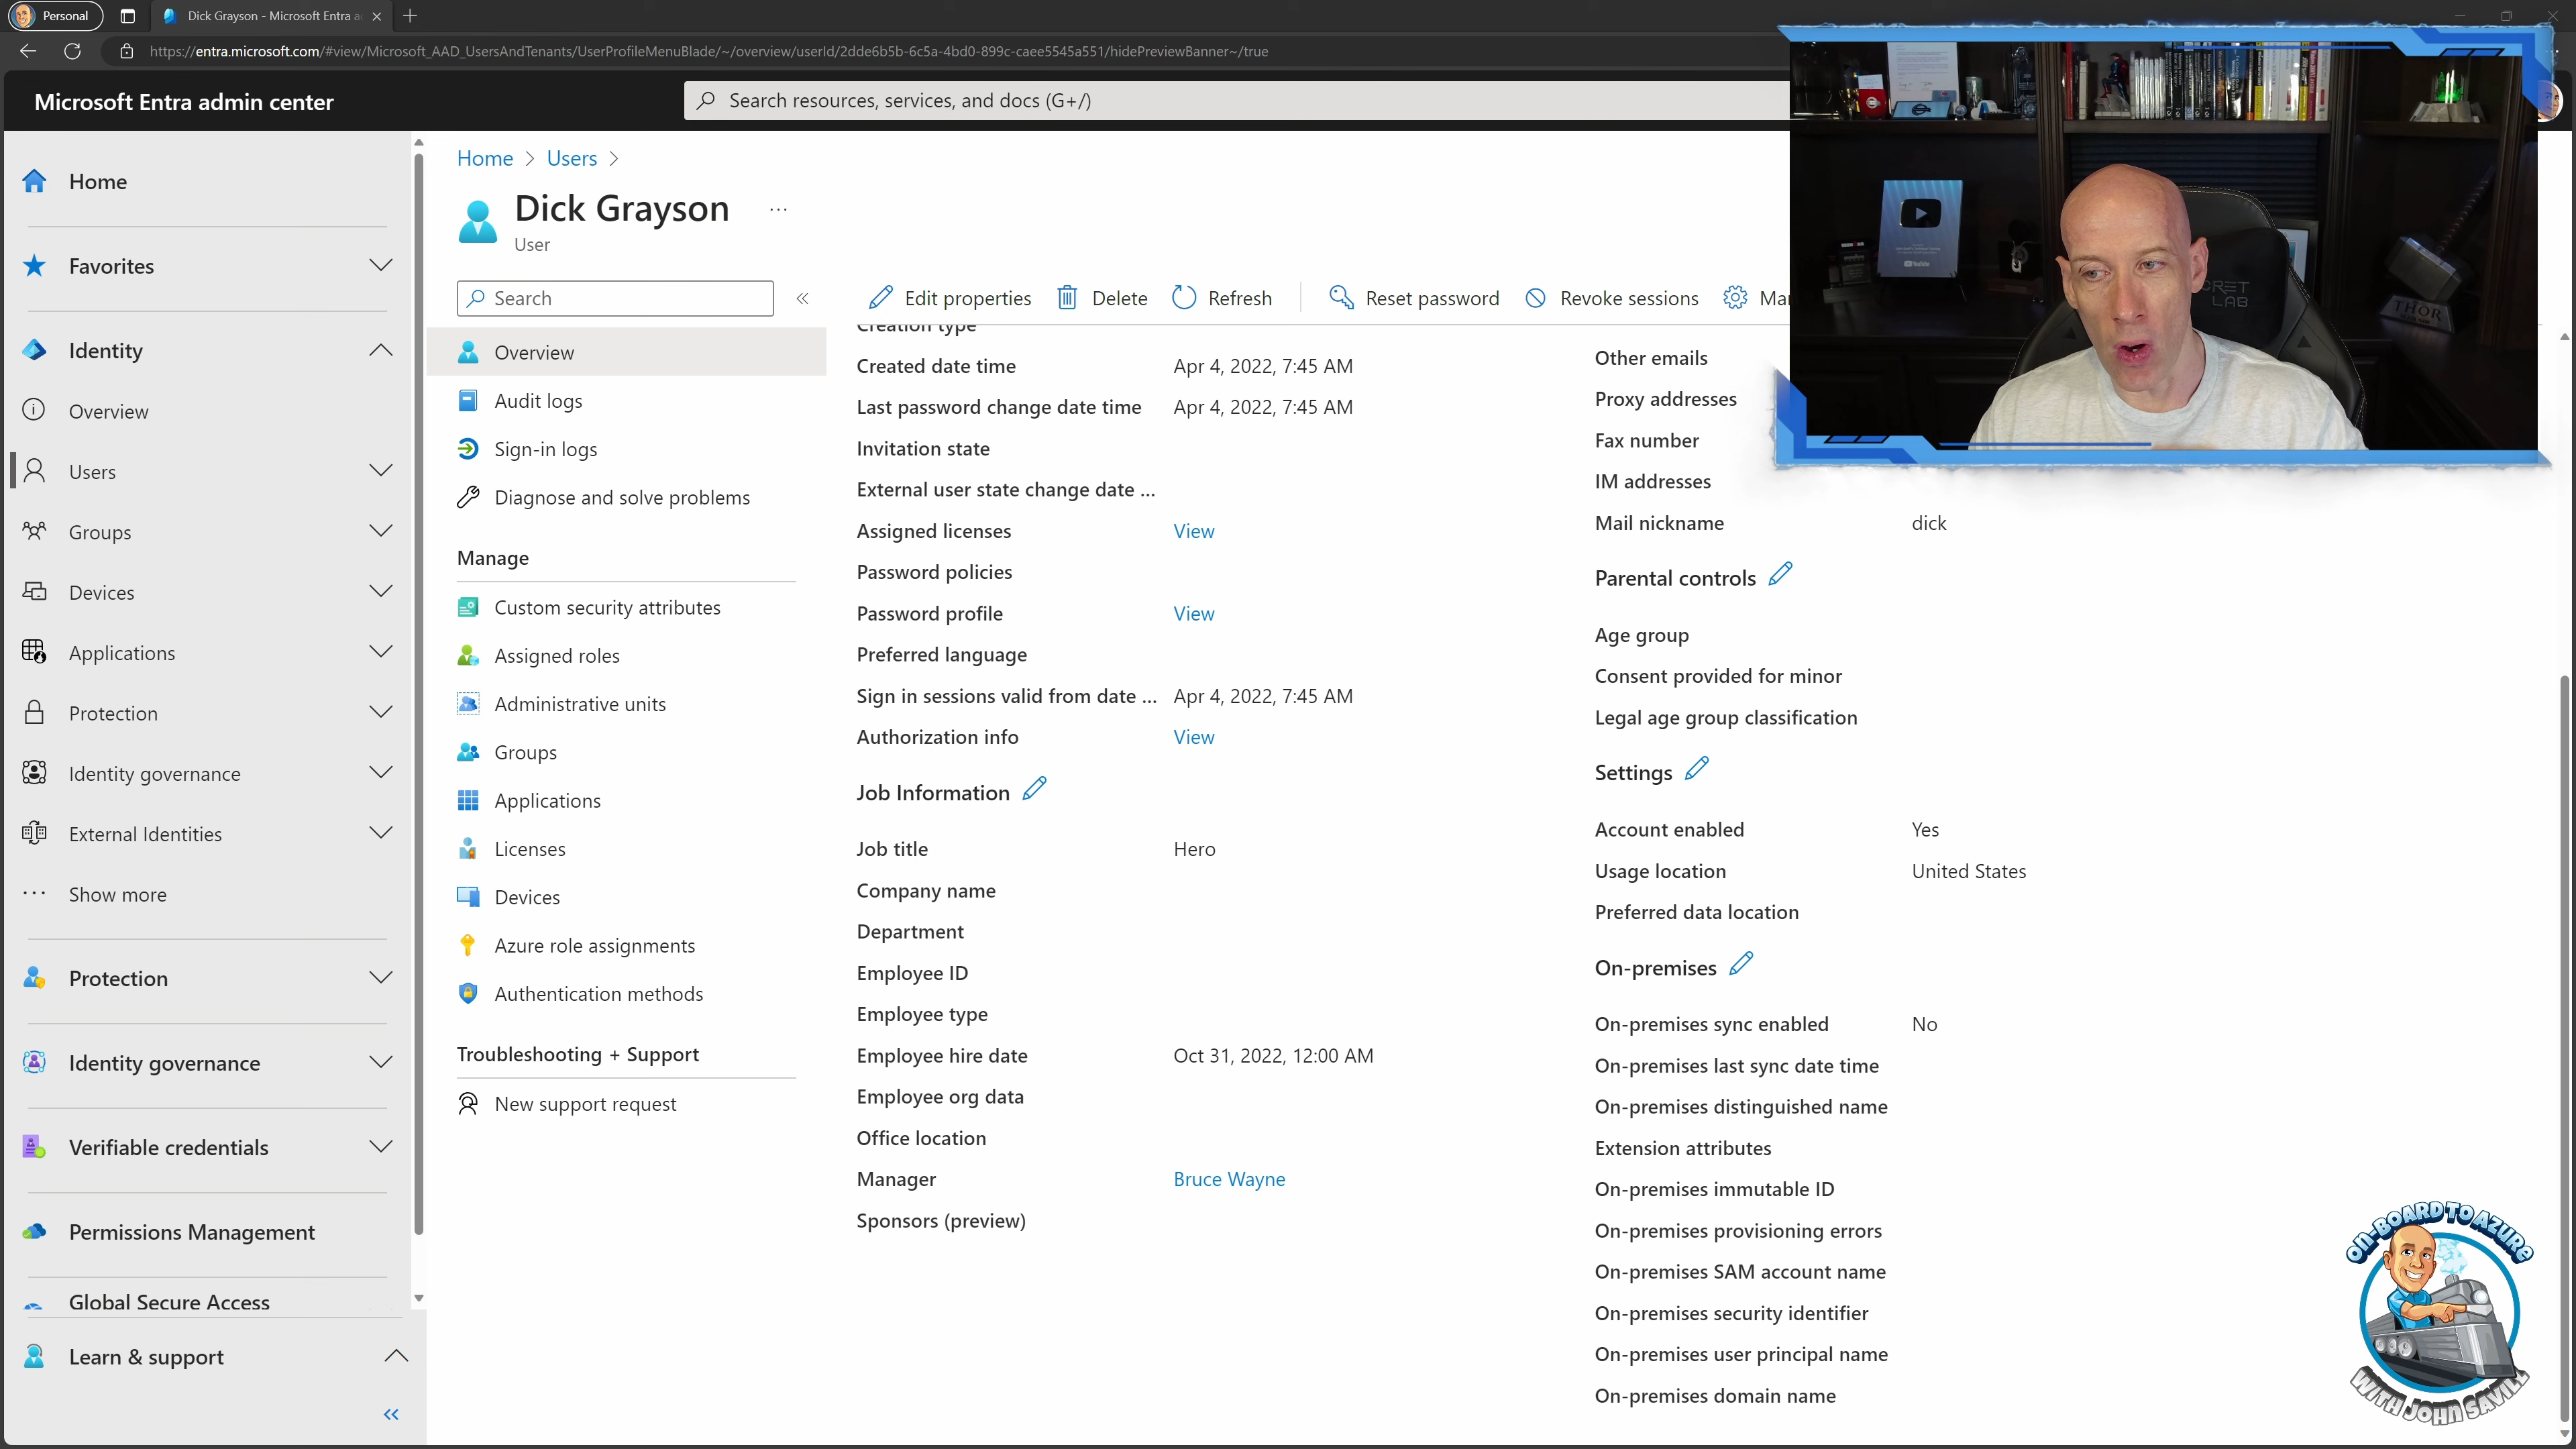 Personal
Dick Grayson - Microsoft Entra a
https://entra.microsoft.com/#view/Microsoft_AAD_UsersAndTenants/UserProfileMenuBlade/~/overview/userId/2dde6b5b-6c5a-4bd0-899c-caee5545a551/hidePreviewBanner~/true
Microsoft Entra admin center
Search resources, services, and docs (G+/)
Home
Favorites
Identity
Overview
Users
Groups
Devices
Applications
Protection
Identity governance
External Identities
Show more
Protection
Identity governance
Verifiable credentials
Permissions Management
Global Secure Access
Learn & support
Home > Users >
Dick Grayson ...
User
Search
Overview
Audit logs
Sign-in logs
Diagnose and solve problems
Manage
Custom security attributes
Assigned roles
Administrative units
Groups
Applications
Licenses
Devices
Azure role assignments
Authentication methods
Troubleshooting + Support
New support request
Edit properties Delete Refresh Reset password Revoke sessions
Creation type
Created date time Apr 4, 2022, 7:45 AM
Last password change date time Apr 4, 2022, 7:45 AM
Invitation state
External user state change date ...
Assigned licenses View
Password policies
Password profile View
Preferred language
Sign in sessions valid from date ... Apr 4, 2022, 7:45 AM
Authorization info View
Job Information
Job title Hero
Company name
Department
Employee ID
Employee type
Employee hire date Oct 31, 2022, 12:00 AM
Employee org data
Office location
Manager Bruce Wayne
Sponsors (preview)
Other emails
Proxy addresses
Fax number
IM addresses
Mail nickname dick
Parental controls
Age group
Consent provided for minor
Legal age group classification
Settings
Account enabled Yes
Usage location United States
Preferred data location
On-premises
On-premises sync enabled No
On-premises last sync date time
On-premises distinguished name
Extension attributes
On-premises immutable ID
On-premises provisioning errors
On-premises SAM account name
On-premises security identifier
On-premises user principal name
On-premises domain name
YouTube
THOR
LAB
ON-BOARD TO AZURE
WITH JOHN SAVILL